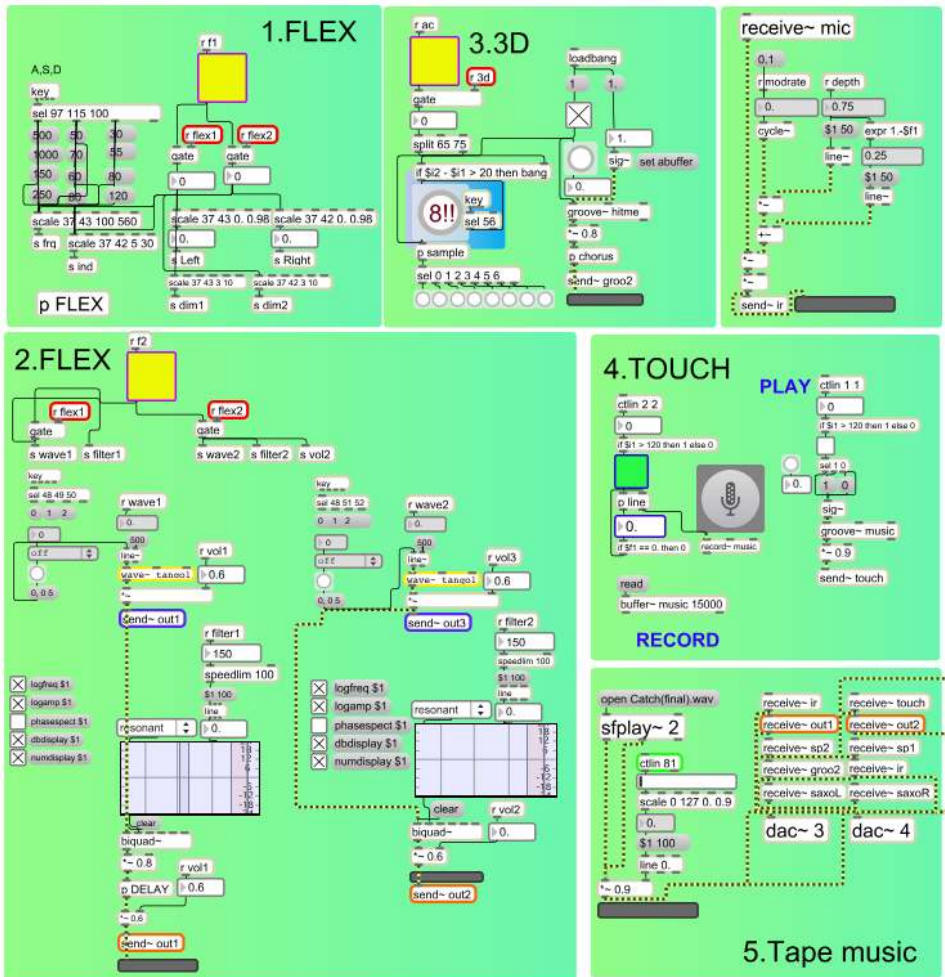 1.FLEX
r f1
A,S,D
key
sel 97 115 100
500 50 30
1000 70 55
150 60 80
250 80 120
r flex1
r flex2
gate
gate
0
0
scale 37 43 100 560
scale 37 43 0. 0.98
scale 37 42 0. 0.98
s frq
scale 37 42 5 30
0.
0.
s ind
s Left
s Right
scale 37 43 3 10
scale 37 42 3 10
p FLEX
s dim1
s dim2
3.3D
r ac
r 3d
gate
0
split 65 75
if $i2 - $i1 > 20 then bang
8!!
key
sel 56
p sample
sel 0 1 2 3 4 5 6
loadbang
1
1.
1.
sig~
set abuffer
0.
groove~ hitme
*~ 0.8
p chorus
send~ groo2
receive~ mic
0.1
r modrate
r depth
0.
0.75
cycle~
$1 50
expr 1.-$f1
line~
0.25
$1 50
line~
*~
+~
*~
*~
send~ ir
2.FLEX
r f2
r flex1
r flex2
gate
gate
s wave1
s filter1
s wave2
s filter2
s vol2
key
sel 48 49 50
0 1 2
0
off
0, 0 5
r wave1
0.
500
line~
r vol1
wave~ tanqol
0.6
*~
send~ out1
r filter1
150
speedlim 100
$1 100
line
resonant
0.
logfreq $1
logamp $1
phasespect $1
dbdisplay $1
numdisplay $1
18
12
6
-6
-12
-18
clear
biquad~
*~ 0.8
r vol1
p DELAY
0.6
*~ 0.6
send~ out1
key
sel 48 51 52
0 1 2
0
off
0, 0 5
r wave2
0.
500
line~
r vol3
wave~ tanqol
0.6
*~
send~ out3
r filter2
150
speedlim 100
$1 100
line
resonant
0.
logfreq $1
logamp $1
phasespect $1
dbdisplay $1
numdisplay $1
18
12
6
-6
-12
-18
clear
r vol2
biquad~
0.
*~ 0.6
send~ out2
4.TOUCH
PLAY
ctlin 2 2
0
if $i1 > 120 then 1 else 0
p line
0.
if $f1 == 0. then 0
record~ music
read
buffer~ music 15000
RECORD
ctlin 1 1
0
if $i1 > 120 then 1 else 0
sel 1 0
0.
1 0
sig~
groove~ music
*~ 0.9
send~ touch
open Catch(final).wav
sfplay~ 2
ctlin 81
scale 0 127 0. 0.9
0.
$1 100
line 0.
*~ 0.9
receive~ ir
receive~ touch
receive~ out1
receive~ out2
receive~ sp2
receive~ sp1
receive~ groo2
receive~ ir
receive~ saxoL
receive~ saxoR
dac~ 3
dac~ 4
5.Tape music